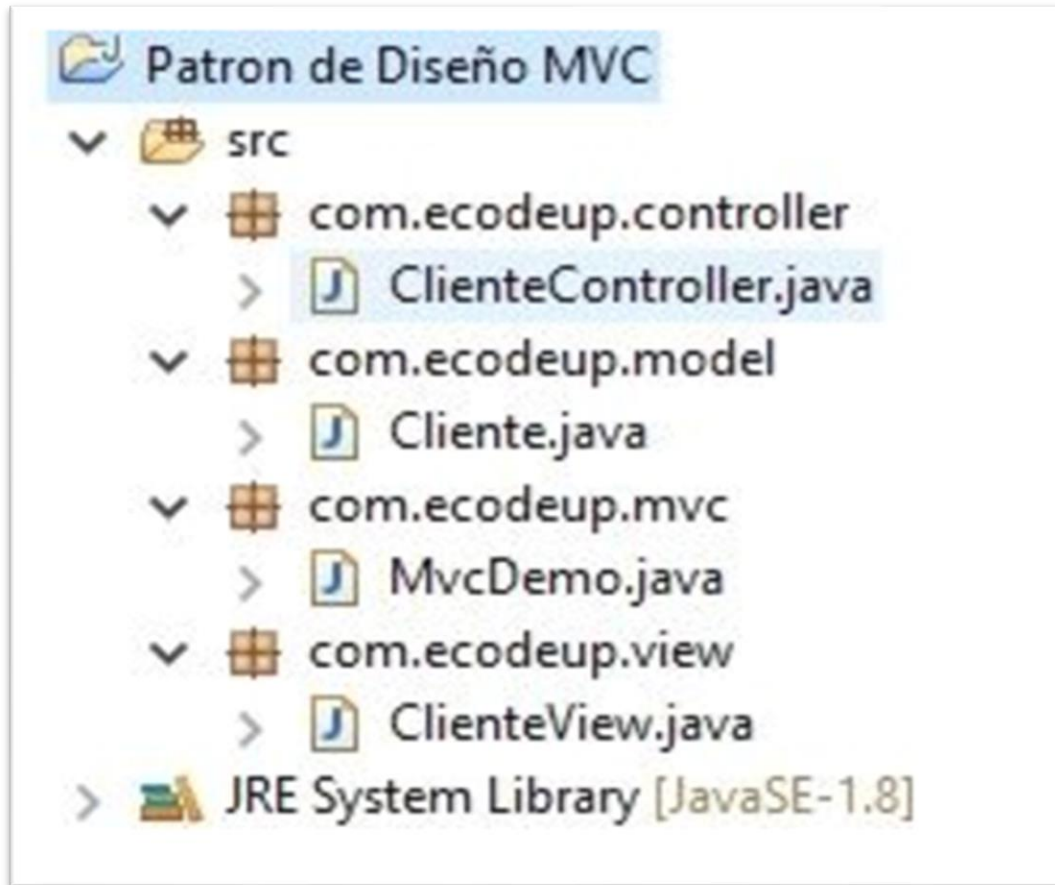 Patron de Diseño MVC
src
com.ecodeup.controller
ClienteController.java
com.ecodeup.model
Cliente.java
com.ecodeup.mvc
MvcDemo.java
com.ecodeup.view
ClienteView.java
JRE System Library [JavaSE-1.8]